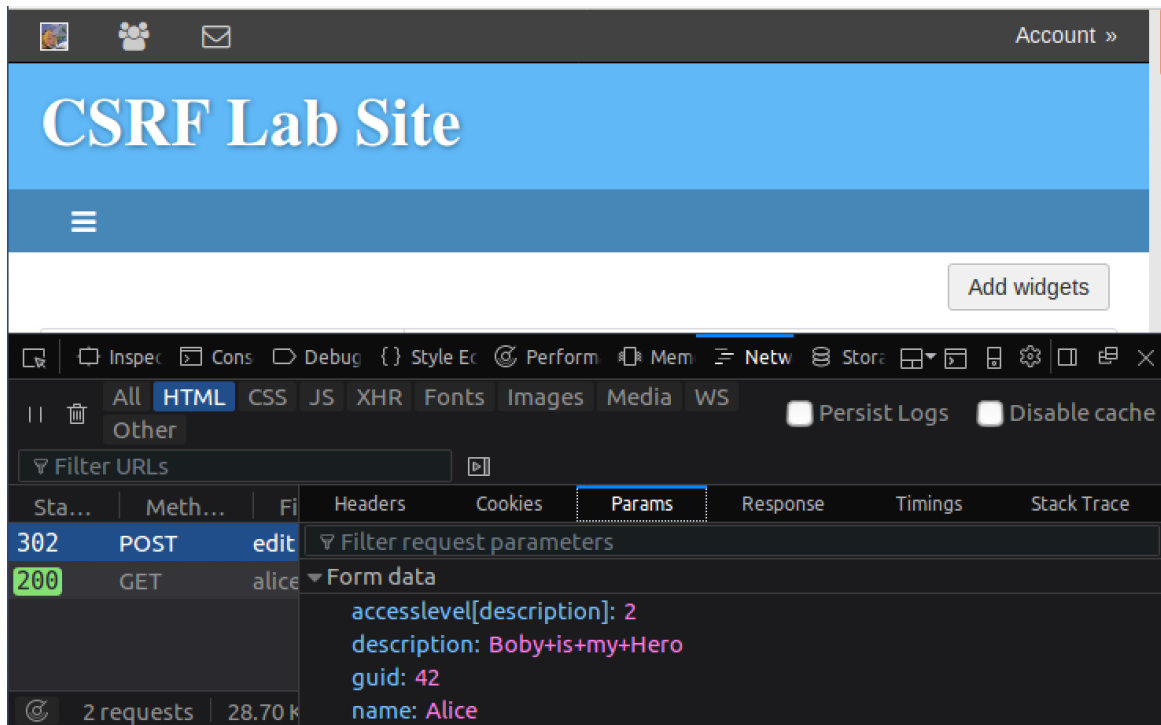 Account »
CSRF Lab Site
Add widgets
Inspec Cons Debug {} Style Ec Perform Mem Netw Stora
All HTML CSS JS XHR Fonts Images Media WS
Other
Persist Logs Disable cache
Filter URLs
Sta... Meth... Fi Headers Cookies Params Response Timings Stack Trace
302 POST edit Filter request parameters
200 GET alice Form data
accesslevel[description]: 2
description: Boby+is+my+Hero
guid: 42
name: Alice
2 requests 28.70 K